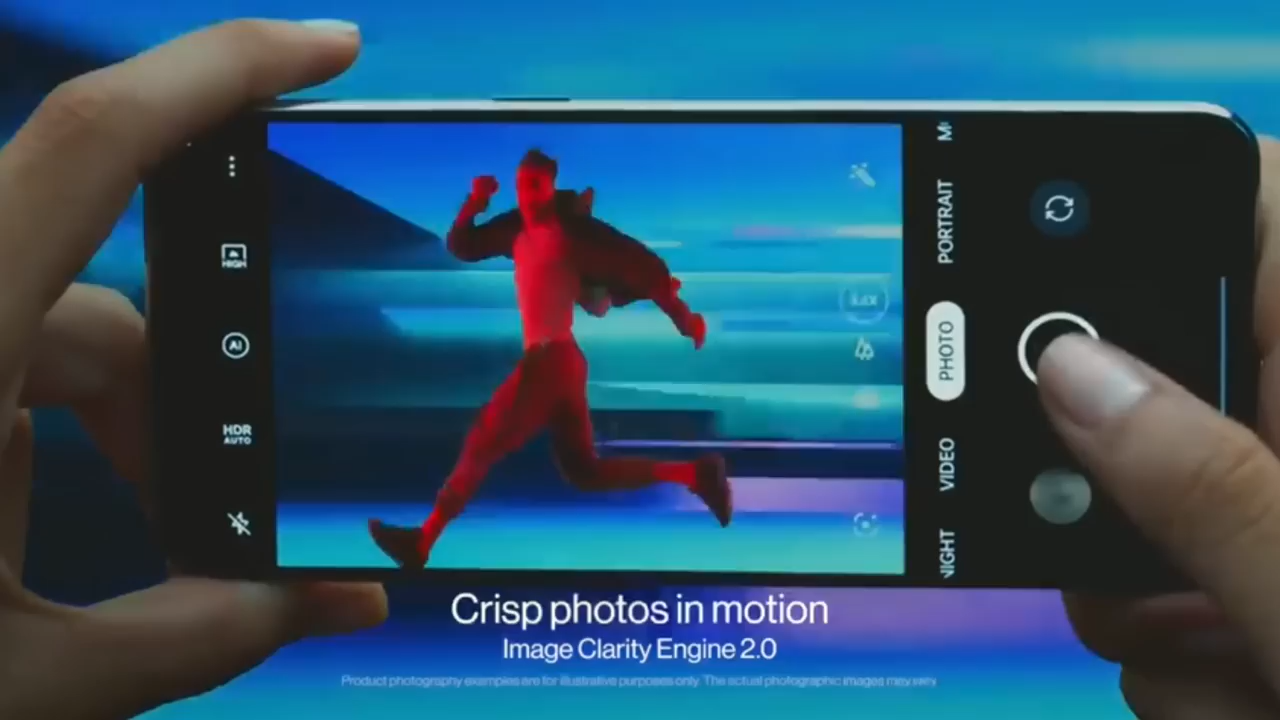 HIGH
AI
HDR
AUTO
PORTRAIT
PHOTO
VIDEO
NIGHT
Crisp photos in motion
Image Clarity Engine 2.0
Product photography examples are for illustrative purposes only. The actual photographic images may vary.